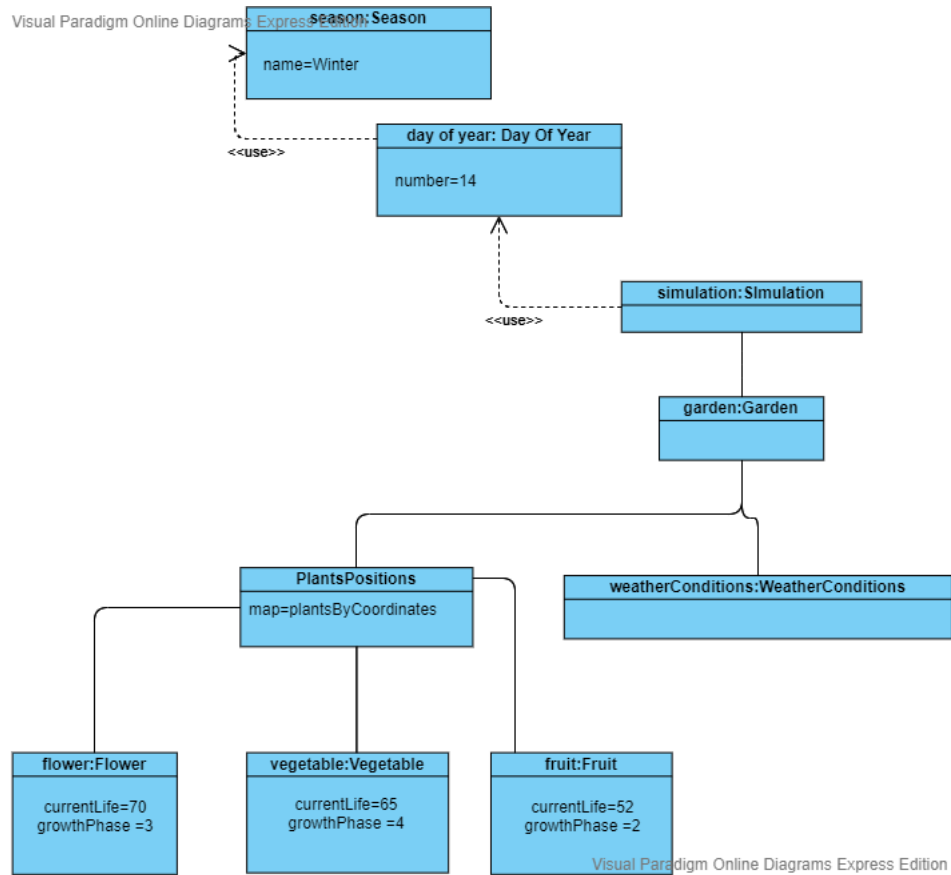 Visual Paradigm Online Diagrams Express Edition
season:Season
name=Winter
<<use>>
day of year: Day Of Year
number=14
<<use>>
simulation:SImulation
garden:Garden
PlantsPositions
map=plantsByCoordinates
weatherConditions:WeatherConditions
flower:Flower
currentLife=70
growthPhase =3
vegetable:Vegetable
currentLife=65
growthPhase =4
fruit:Fruit
currentLife=52
growthPhase =2
Visual Paradigm Online Diagrams Express Edition